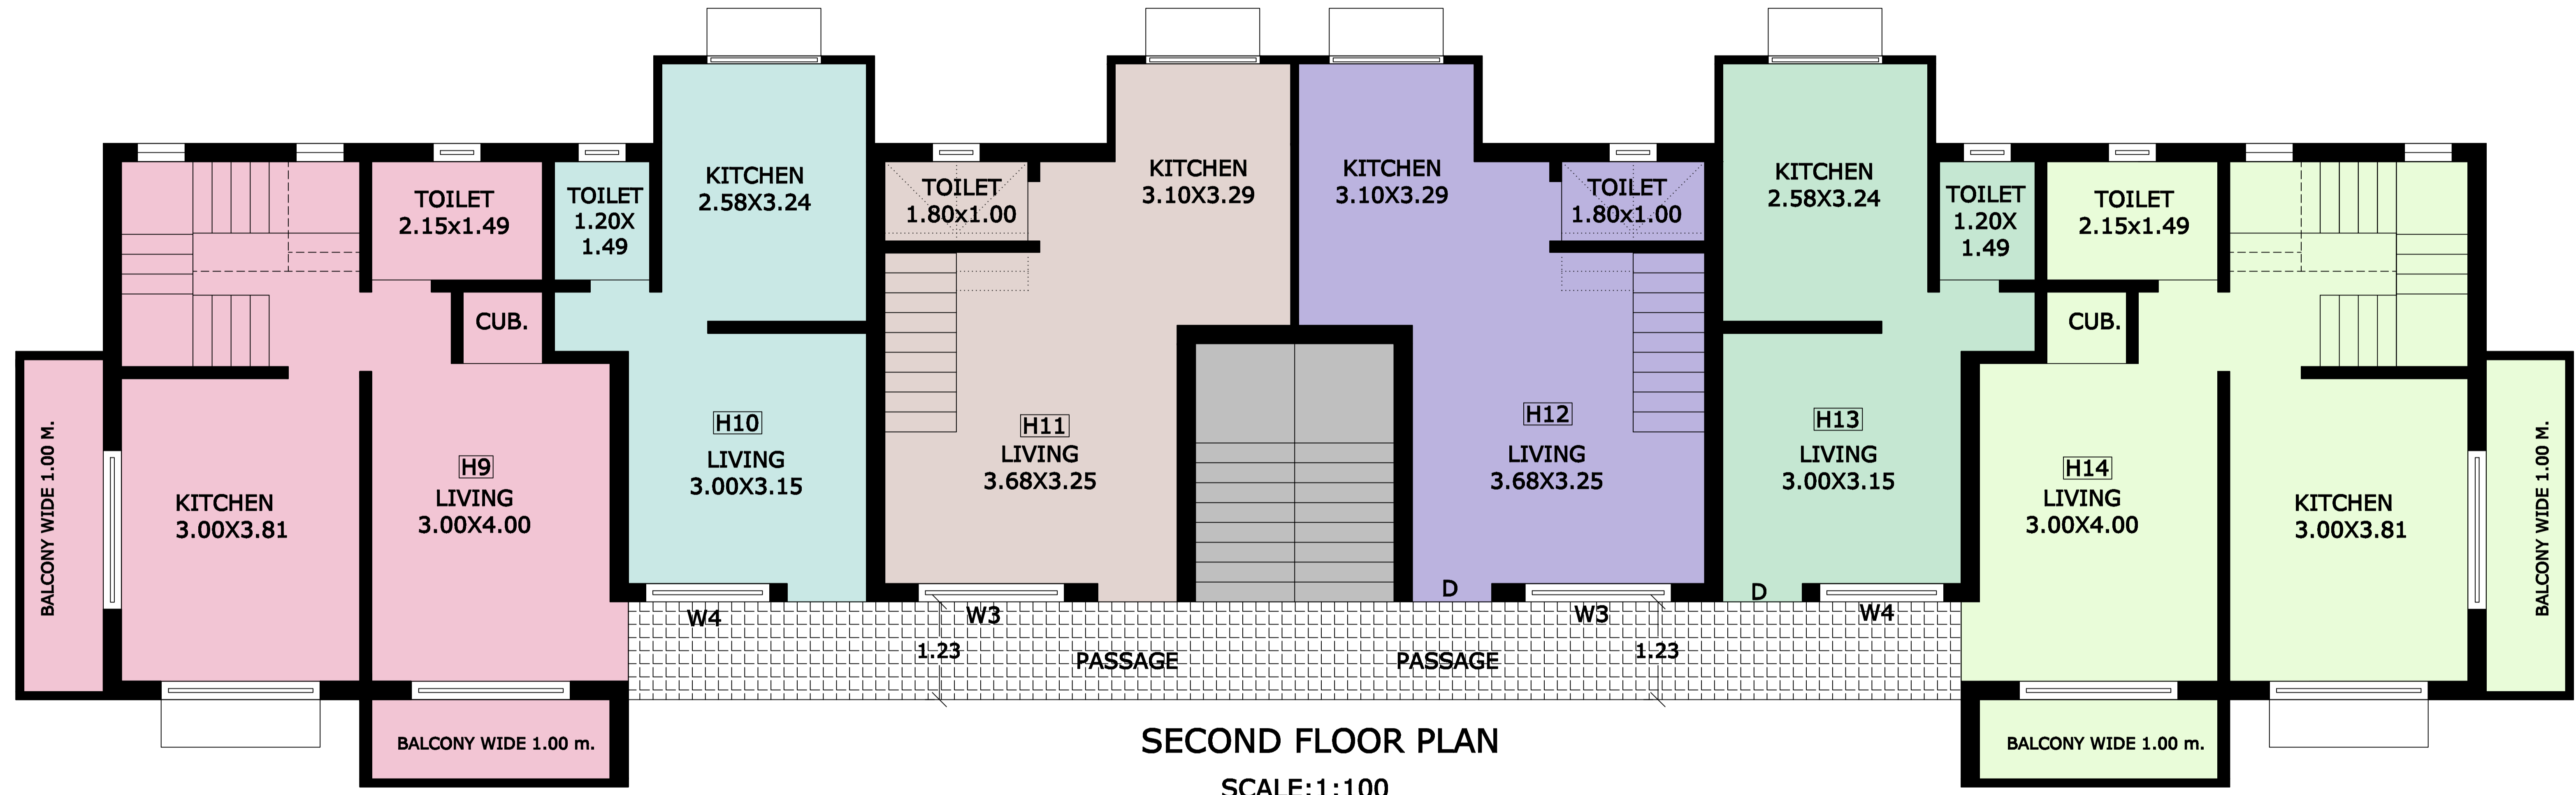 BALCONY WIDE 1.00 M.
KITCHEN
3.00X3.81
TOILET
2.15x1.49
CUB.
H9
LIVING
3.00X4.00
BALCONY WIDE 1.00 m.
TOILET
1.20X
1.49
KITCHEN
2.58X3.24
H10
LIVING
3.00X3.15
W4
TOILET
1.80x1.00
KITCHEN
3.10X3.29
H11
LIVING
3.68X3.25
W3
1.23
PASSAGE
KITCHEN
3.10X3.29
TOILET
1.80x1.00
H12
LIVING
3.68X3.25
D
W3
PASSAGE
1.23
KITCHEN
2.58X3.24
TOILET
1.20X
1.49
H13
LIVING
3.00X3.15
D
W4
TOILET
2.15x1.49
CUB.
H14
LIVING
3.00X4.00
BALCONY WIDE 1.00 m.
KITCHEN
3.00X3.81
BALCONY WIDE 1.00 M.
SECOND FLOOR PLAN
SCALE:1:100